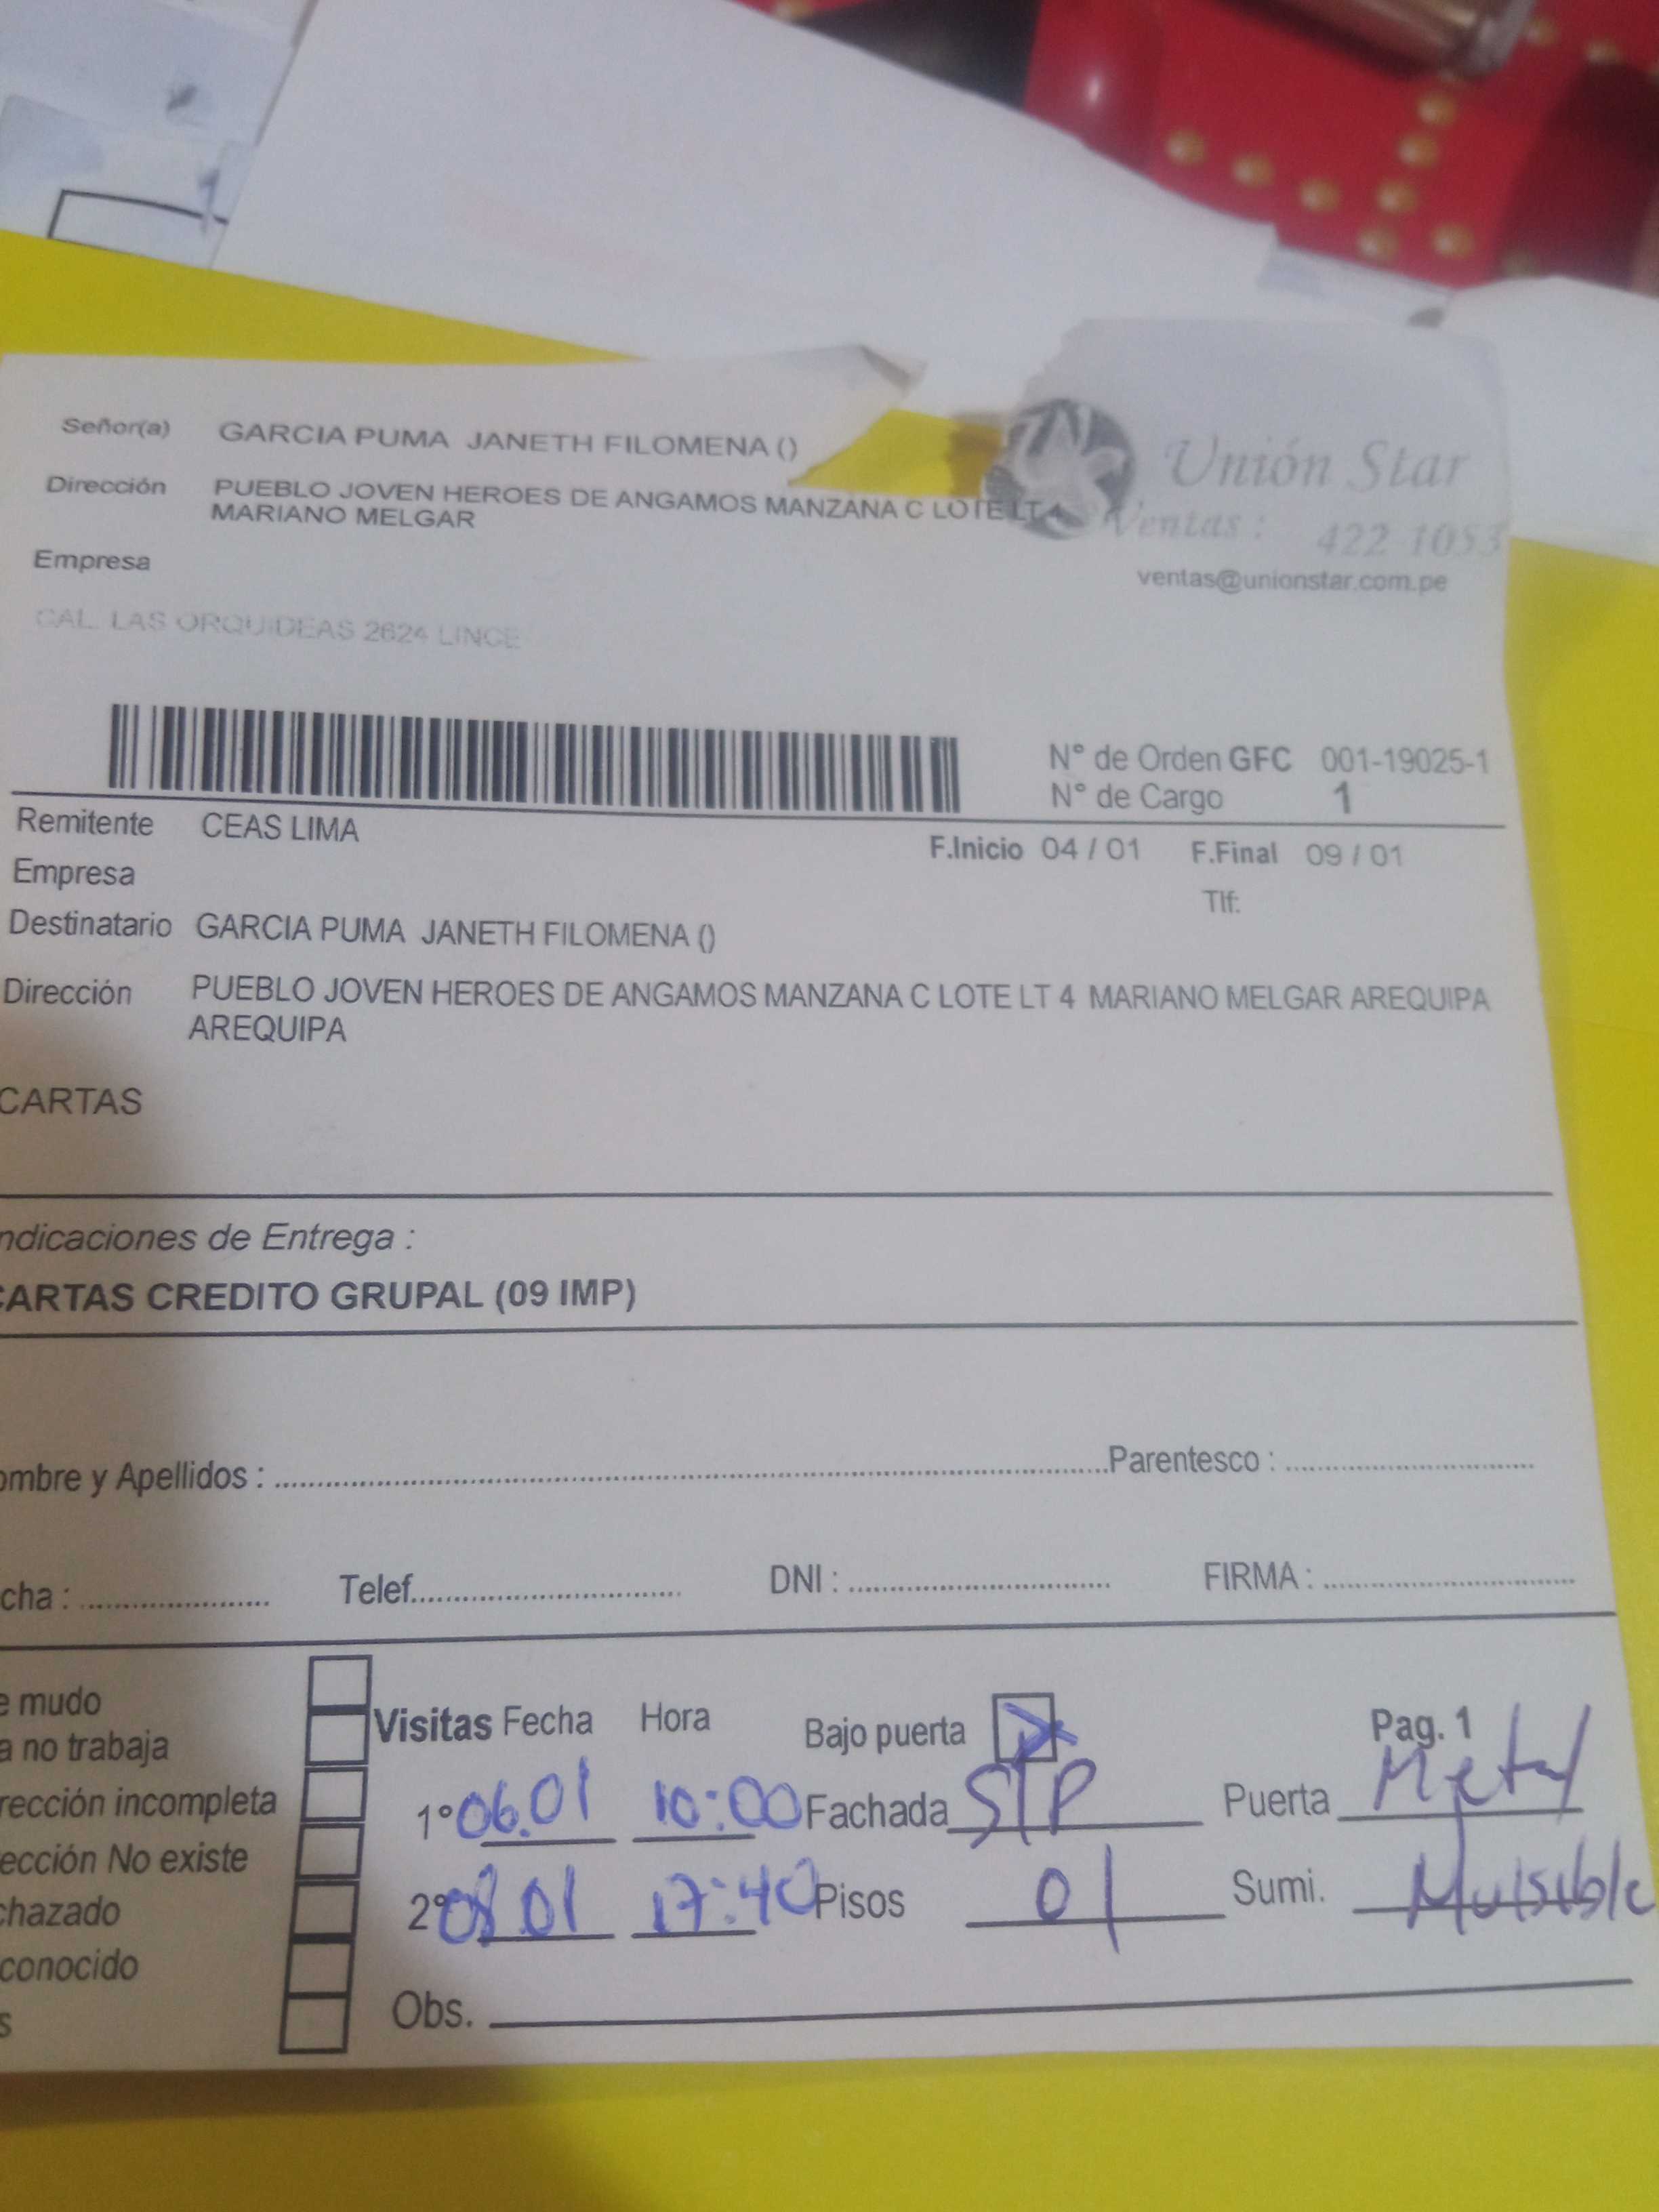 Señor(a) GARCIA PUMA JANETH FILOMENA ()
Dirección PUEBLO JOVEN HEROES DE ANGAMOS MANZANA C LOTE LT 4
MARIANO MELGAR
Unión Star
Ventas : 422 1053
ventas@unionstar.com.pe
Empresa
CAL. LAS ORQUIDEAS 2624 LINCE
N° de Orden GFC 001-19025-1
N° de Cargo 1
Remitente CEAS LIMA
F.Inicio 04 / 01 F.Final 09 / 01
Empresa
Tlf:
Destinatario GARCIA PUMA JANETH FILOMENA ()
Dirección PUEBLO JOVEN HEROES DE ANGAMOS MANZANA C LOTE LT 4 MARIANO MELGAR AREQUIPA
AREQUIPA
CARTAS
ndicaciones de Entrega :
CARTAS CREDITO GRUPAL (09 IMP)
ombre y Apellidos : Parentesco :
cha : Telef. DNI : FIRMA :
e mudo
a no trabaja
rección incompleta
ección No existe
chazado
conocido
s
Visitas Fecha Hora Bajo puerta X Pag. 1
1° 06.01 10:00 Fachada STP Puerta Metal
2° 08.01 17:40 Pisos 01 Sumi.
Obs.